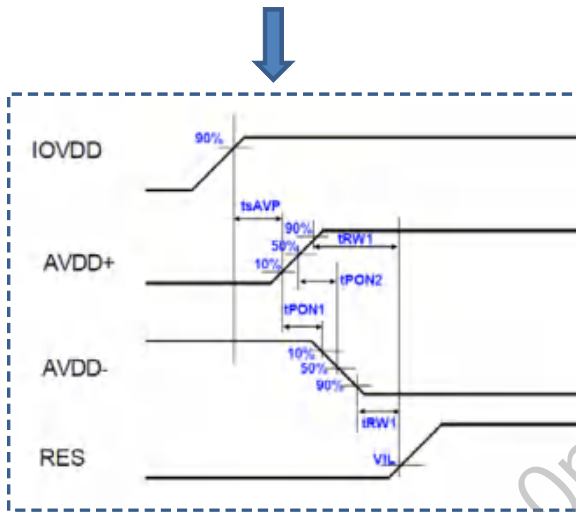 IOVDD
90%
tsAVP
AVDD+
90%
50%
10%
tRW1
tPON2
tPON1
AVDD-
10%
50%
90%
tRW1
RES
VIL